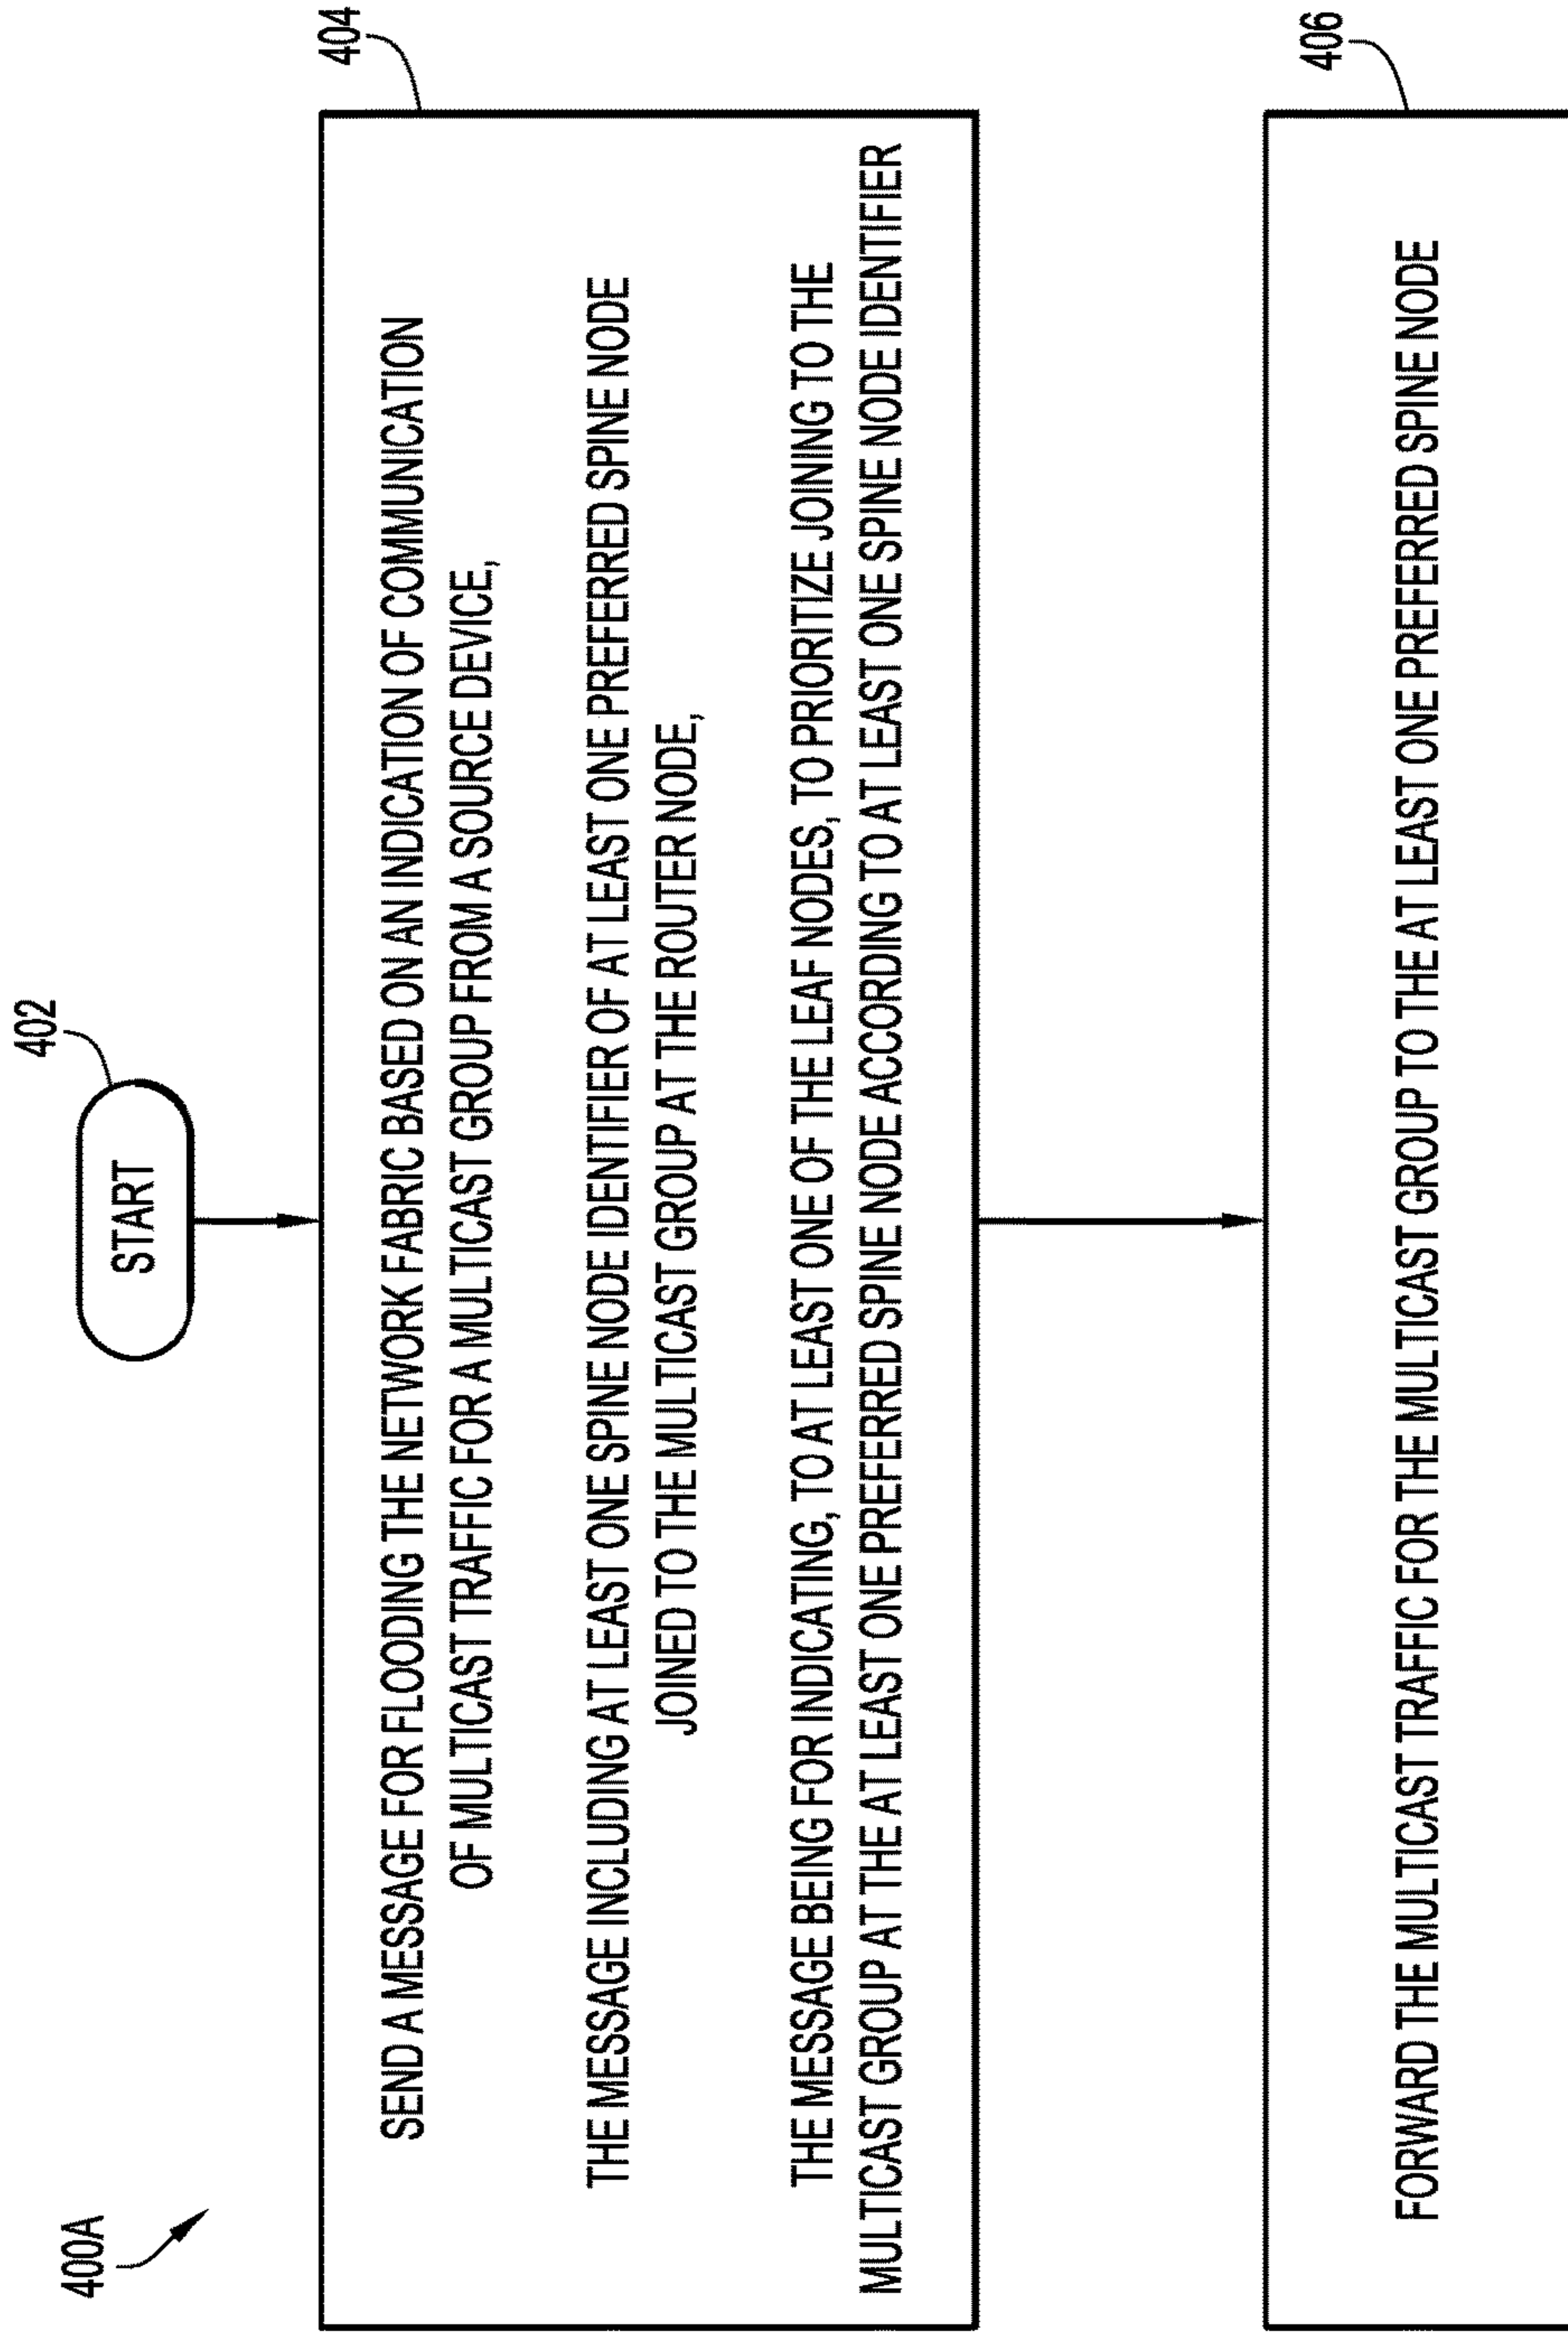 400A
402
START
404
SEND A MESSAGE FOR FLOODING THE NETWORK FABRIC BASED ON AN INDICATION OF COMMUNICATION
OF MULTICAST TRAFFIC FOR A MULTICAST GROUP FROM A SOURCE DEVICE,
THE MESSAGE INCLUDING AT LEAST ONE SPINE NODE IDENTIFIER OF AT LEAST ONE PREFERRED SPINE NODE
JOINED TO THE MULTICAST GROUP AT THE ROUTER NODE,
THE MESSAGE BEING FOR INDICATING, TO AT LEAST ONE OF THE LEAF NODES, TO PRIORITIZE JOINING TO THE
MULTICAST GROUP AT THE AT LEAST ONE PREFERRED SPINE NODE ACCORDING TO AT LEAST ONE SPINE NODE IDENTIFIER
406
FORWARD THE MULTICAST TRAFFIC FOR THE MULTICAST GROUP TO THE AT LEAST ONE PREFERRED SPINE NODE